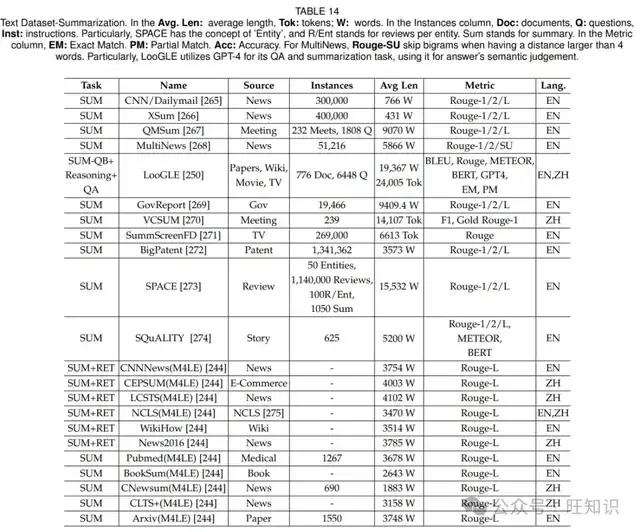 TABLE 14
Text Dataset-Summarization. In the Avg. Len: average length, Tok: tokens; W: words. In the Instances column, Doc: documents, Q: questions,
Inst: instructions. Particularly, SPACE has the concept of 'Entity', and R/Ent stands for reviews per entity. Sum stands for summary. In the Metric
column, EM: Exact Match. PM: Partial Match. Acc: Accuracy. For MultiNews, Rouge-SU skip bigrams when having a distance larger than 4
words. Particularly, LooGLE utilizes GPT-4 for its QA and summarization task, using it for answer's semantic judgement.
Task Name Source Instances Avg Len Metric Lang.
SUM CNN/Dailymail [265] News 300,000 766 W Rouge-1/2/L EN
SUM XSum [266] News 400,000 431 W Rouge-1/2/L EN
SUM QMSum [267] Meeting 232 Meets, 1808 Q 9070 W Rouge-1/2/L EN
SUM MultiNews [268] News 51,216 5866 W Rouge-1/2/SU EN
SUM-QB+
Reasoning+
QA
LooGLE [250]
Papers, Wiki,
Movie, TV
776 Doc, 6448 Q
19,367 W
24,005 Tok
BLEU, Rouge, METEOR,
BERT, GPT4,
EM, PM
EN,ZH
SUM GovReport [269] Gov 19,466 9409.4 W Rouge-1/2/L EN
SUM VCSUM [270] Meeting 239 14,107 Tok F1, Gold Rouge-1 ZH
SUM SummScreenFD [271] TV 269,000 6613 Tok Rouge EN
SUM BigPatent [272] Patent 1,341,362 3573 W Rouge-1/2/L EN
SUM
SPACE [273]
Review
50 Entities,
1,140,000 Reviews,
100R/Ent,
1050 Sum
15,532 W
Rouge-1/2/L
EN
SUM
SQuALITY [274]
Story
625
5200 W
Rouge-1/2/L,
METEOR,
BERT
EN
SUM+RET CNNNews(M4LE) [244] News - 3754 W Rouge-L EN
SUM+RET CEPSUM(M4LE) [244] E-Commerce - 4003 W Rouge-L ZH
SUM+RET LCSTS(M4LE) [244] News - 4102 W Rouge-L ZH
SUM+RET NCLS(M4LE) [244] NCLS [275] - 3470 W Rouge-L EN,ZH
SUM+RET WikiHow [244] Wiki - 3514 W Rouge-L EN
SUM+RET News2016 [244] News - 3785 W Rouge-L ZH
SUM Pubmed(M4LE) [244] Medical 1267 3678 W Rouge-L EN
SUM BookSum(M4LE) [244] Book - 2643 W Rouge-L EN
SUM CNewsum(M4LE) [244] News 690 1883 W Rouge-L ZH
SUM CLTS+(M4LE) [244] News - 3158 W Rouge-L ZH
SUM Arxiv(M4LE) [244] Paper 1550 3748 W Rouge-L EN
公众号 · 旺知识